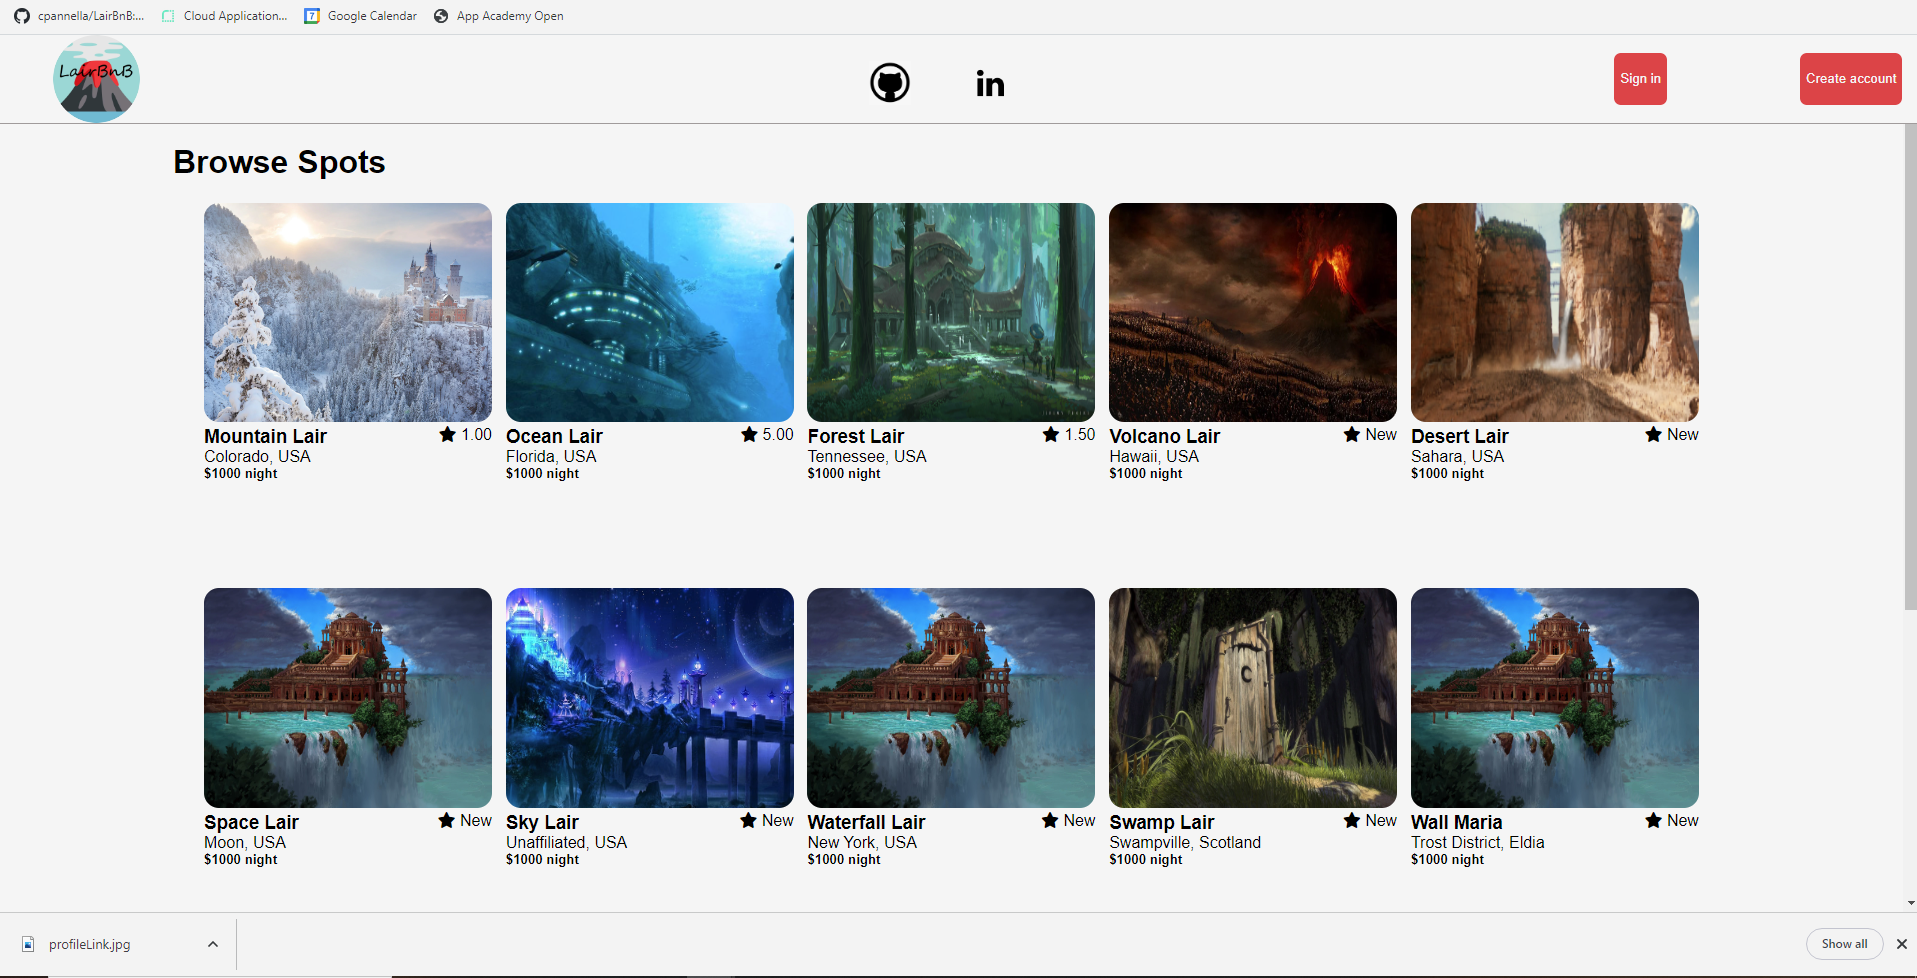 cpannella/LairBnB:...
Cloud Application...
7
Google Calendar
App Academy Open
LairBnB
in
Sign in
Create account
Browse Spots
Mountain Lair
1.00
Colorado, USA
$1000 night
Ocean Lair
5.00
Florida, USA
$1000 night
Forest Lair
1.50
Tennessee, USA
$1000 night
Volcano Lair
New
Hawaii, USA
$1000 night
Desert Lair
New
Sahara, USA
$1000 night
Space Lair
New
Moon, USA
$1000 night
Sky Lair
New
Unaffiliated, USA
$1000 night
Waterfall Lair
New
New York, USA
$1000 night
Swamp Lair
New
Swampville, Scotland
$1000 night
Wall Maria
New
Trost District, Eldia
$1000 night
profileLink.jpg
Show all